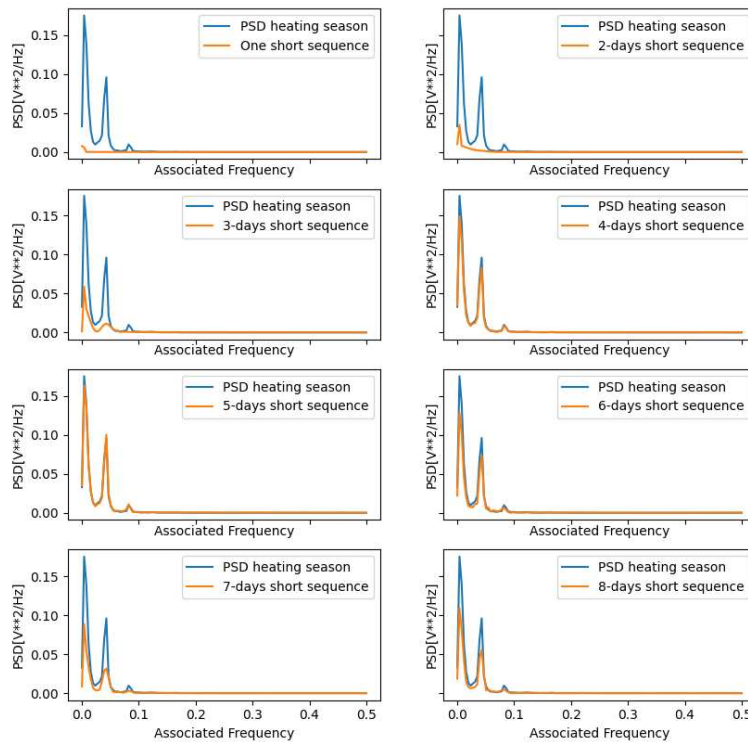 PSD[V**2/Hz]
0.15
0.10
0.05
0.00
PSD heating season
One short sequence
Associated Frequency
PSD[V**2/Hz]
PSD heating season
2-days short sequence
Associated Frequency
PSD[V**2/Hz]
0.15
0.10
0.05
0.00
PSD heating season
3-days short sequence
Associated Frequency
PSD[V**2/Hz]
PSD heating season
4-days short sequence
Associated Frequency
PSD[V**2/Hz]
0.15
0.10
0.05
0.00
PSD heating season
5-days short sequence
Associated Frequency
PSD[V**2/Hz]
PSD heating season
6-days short sequence
Associated Frequency
PSD[V**2/Hz]
0.15
0.10
0.05
0.00
PSD heating season
7-days short sequence
0.0 0.1 0.2 0.3 0.4 0.5
Associated Frequency
PSD[V**2/Hz]
PSD heating season
8-days short sequence
0.0 0.1 0.2 0.3 0.4 0.5
Associated Frequency